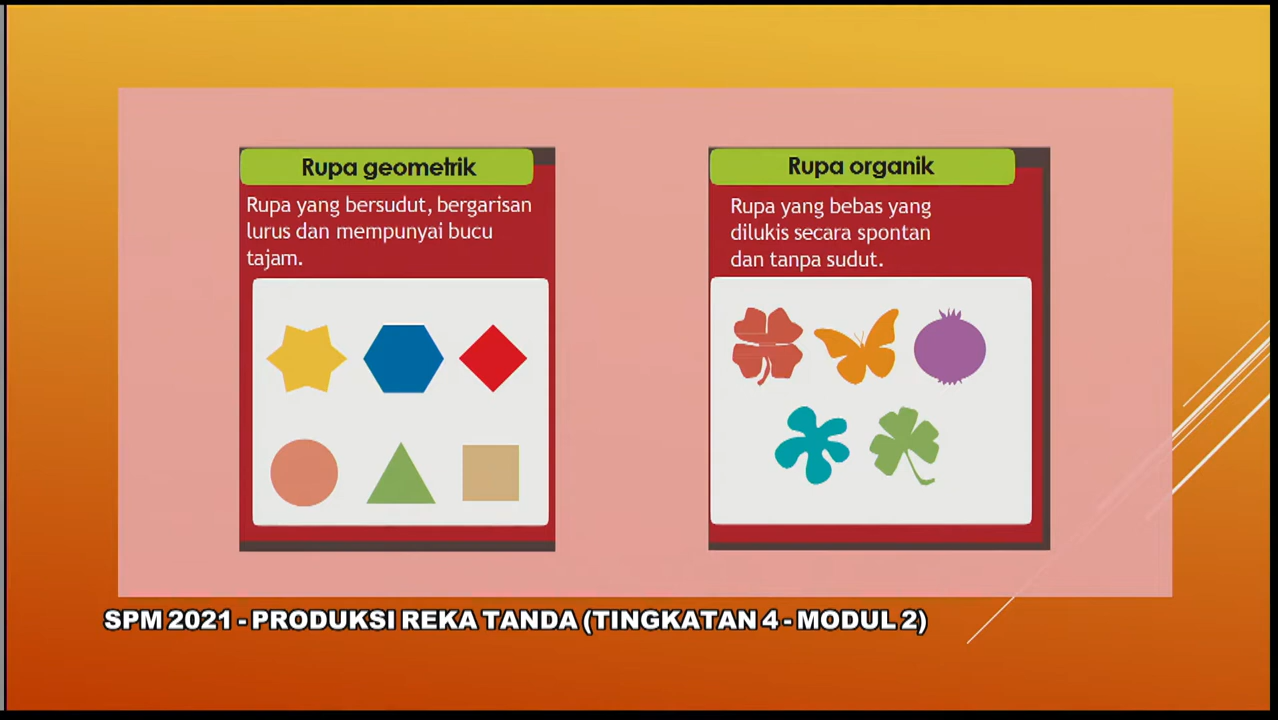 Rupa geometrik
Rupa yang bersudut, bergarisan
lurus dan mempunyai bucu
tajam.
Rupa organik
Rupa yang bebas yang
dilukis secara spontan
dan tanpa sudut.
SPM 2021 - PRODUKSI REKA TANDA (TINGKATAN 4 - MODUL 2)